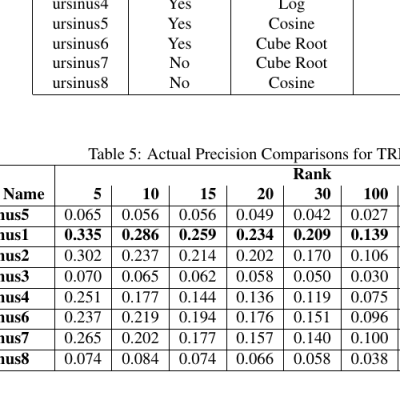 ursinus4 Yes Log
ursinus5 Yes Cosine
ursinus6 Yes Cube Root
ursinus7 No Cube Root
ursinus8 No Cosine
Table 5: Actual Precision Comparisons for
Rank
Name 5 10 15 20 30 100
nus5 0.065 0.056 0.056 0.049 0.042 0.027
nus1 0.335 0.286 0.259 0.234 0.209 0.139
nus2 0.302 0.237 0.214 0.202 0.170 0.106
nus3 0.070 0.065 0.062 0.058 0.050 0.030
nus4 0.251 0.177 0.144 0.136 0.119 0.075
nus6 0.237 0.219 0.194 0.176 0.151 0.096
nus7 0.265 0.202 0.177 0.157 0.140 0.100
nus8 0.074 0.084 0.074 0.066 0.058 0.038